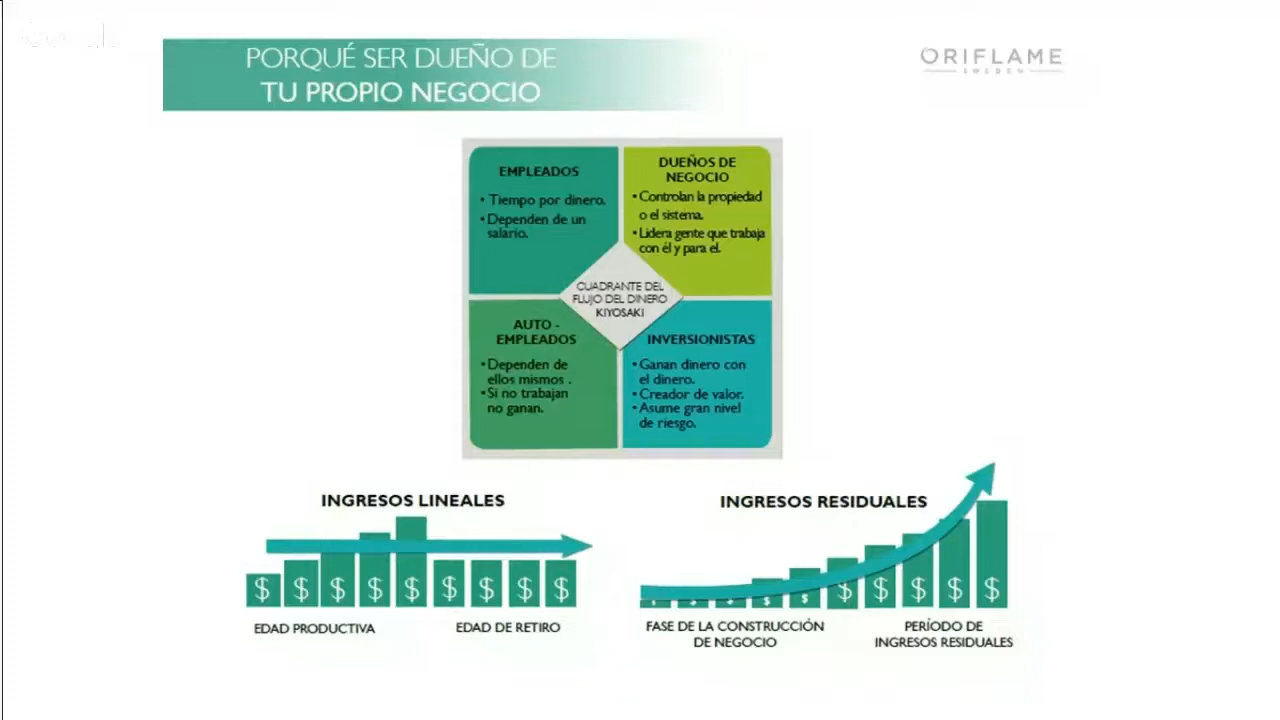 PORQUÉ SER DUEÑO DE
TU PROPIO NEGOCIO
ORIFLAME
SWEDEN
EMPLEADOS
• Tiempo por dinero.
• Dependen de un
salario.
DUEÑOS DE
NEGOCIO
• Controlan la propiedad
o el sistema.
• Lidera gente que trabaja
con él y para el.
CUADRANTE DEL
FLUJO DEL DINERO
KIYOSAKI
AUTO -
EMPLEADOS
• Dependen de
ellos mismos .
• Si no trabajan
no ganan.
INVERSIONISTAS
• Ganan dinero con
el dinero.
• Creador de valor.
• Asume gran nivel
de riesgo.
INGRESOS LINEALES
$ $ $ $ $ $ $ $ $
EDAD PRODUCTIVA
EDAD DE RETIRO
INGRESOS RESIDUALES
$ $ $ $ $ $ $ $ $ $
FASE DE LA CONSTRUCCIÓN
DE NEGOCIO
PERÍODO DE
INGRESOS RESIDUALES